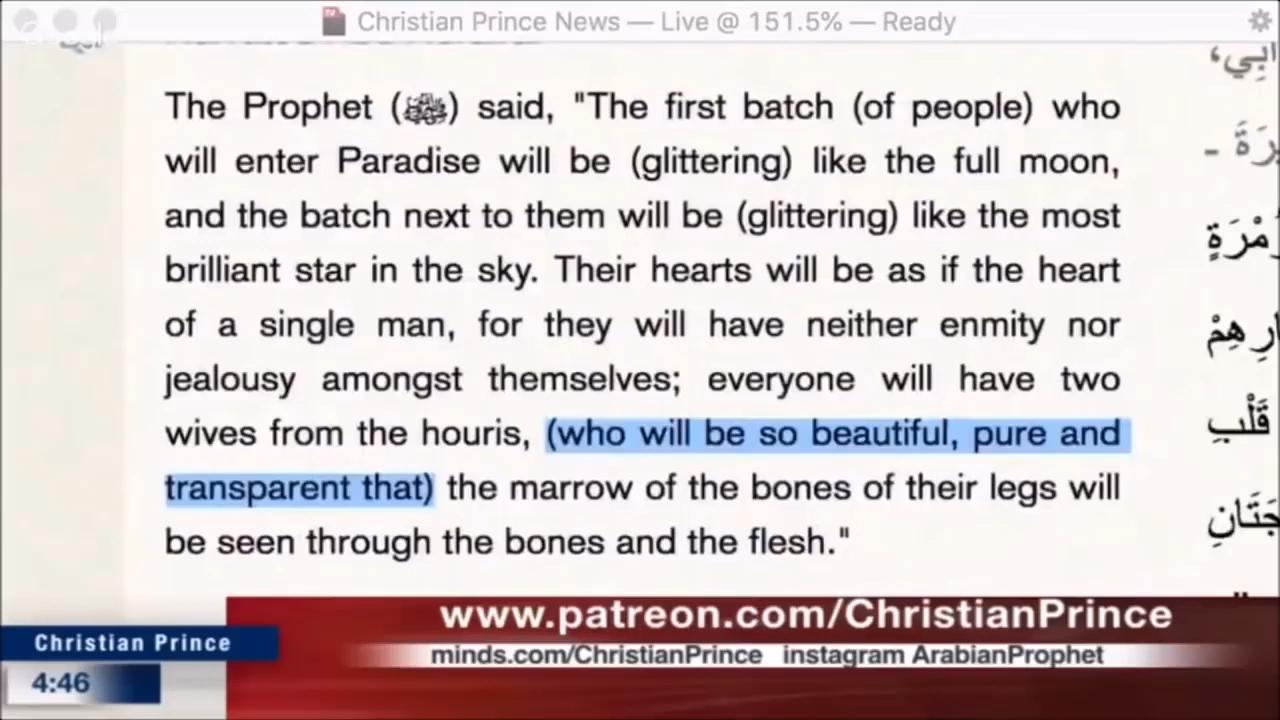 Christian Prince News — Live @ 151.5% — Ready
The Prophet (ﷺ) said, "The first batch (of people) who
will enter Paradise will be (glittering) like the full moon,
and the batch next to them will be (glittering) like the most
brilliant star in the sky. Their hearts will be as if the heart
of a single man, for they will have neither enmity nor
jealousy amongst themselves; everyone will have two
wives from the houris, (who will be so beautiful, pure and
transparent that) the marrow of the bones of their legs will
be seen through the bones and the flesh."
قَلْبِ
www.patreon.com/ChristianPrince
minds.com/ChristianPrince instagram ArabianProphet
Christian Prince
4:46